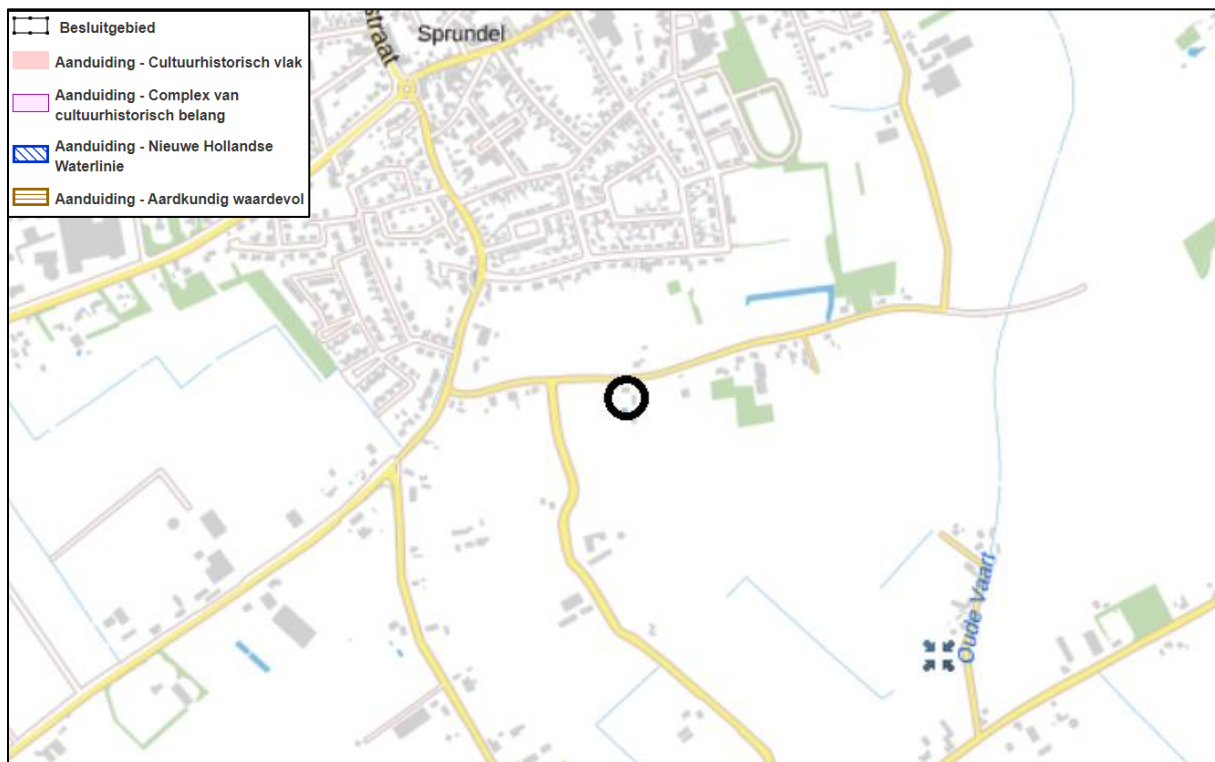 Besluitgebied
Aanduiding - Cultuurhistorisch vlak
Aanduiding - Complex van
cultuurhistorisch belang
Aanduiding - Nieuwe Hollandse
Waterlinie
Aanduiding - Aardkundig waardevol
straat
Sprundel
Oude Vaart